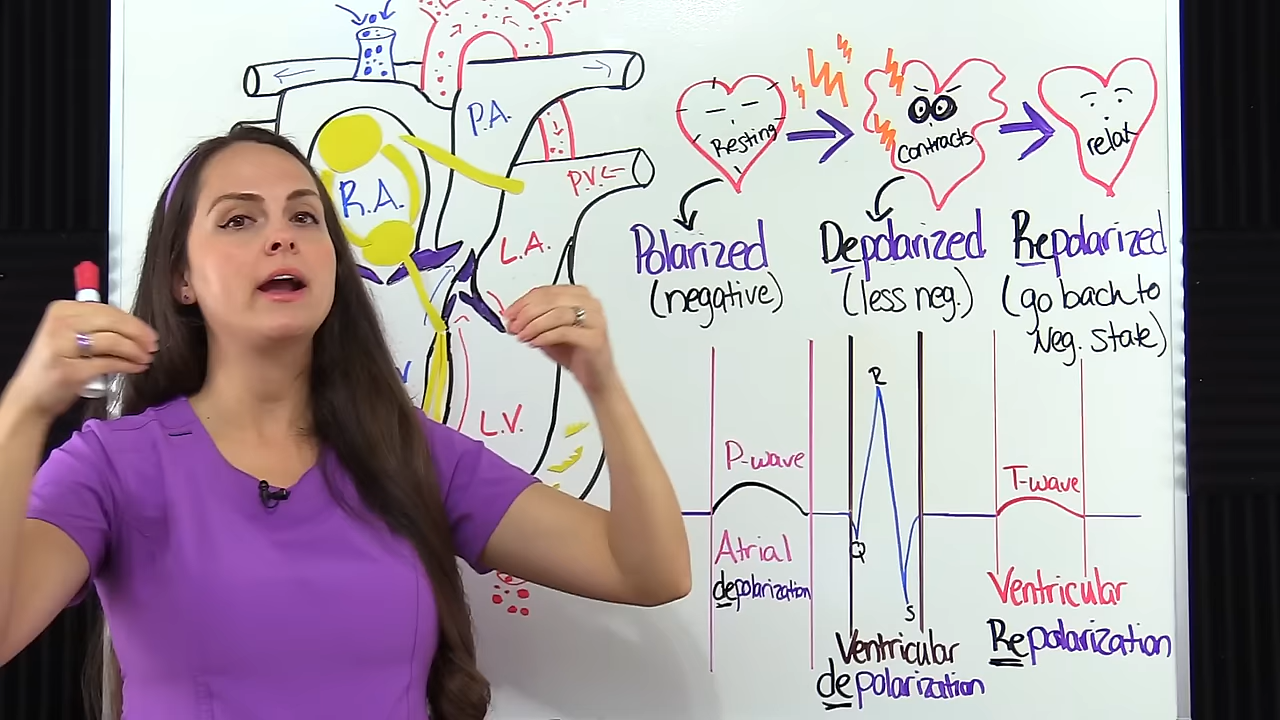 P.A.
R.A.
P.V.
L.A.
L.V.
Resting
Contracts
relax
Polarized
(negative)
Depolarized
(less neg.)
Repolarized
(go back to
Neg. state)
P-wave
Atrial
depolarization
R
Q
S
Ventricular
depolarization
T-wave
Ventricular
Repolarization